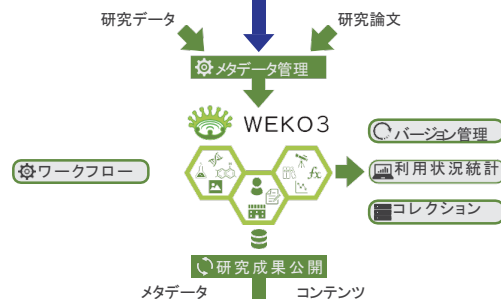 研究データ
研究論文
メタデータ管理
WEKO3
バージョン管理
ワークフロー
利用状況統計
fx
コレクション
研究成果公開
メタデータ
コンテンツ